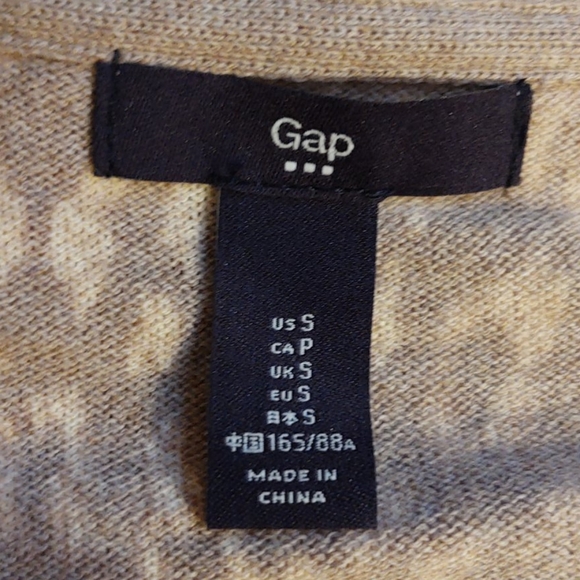 Gap
US S
CA P
UK S
EU S
日本 S
中国 165/88A
MADE IN
CHINA